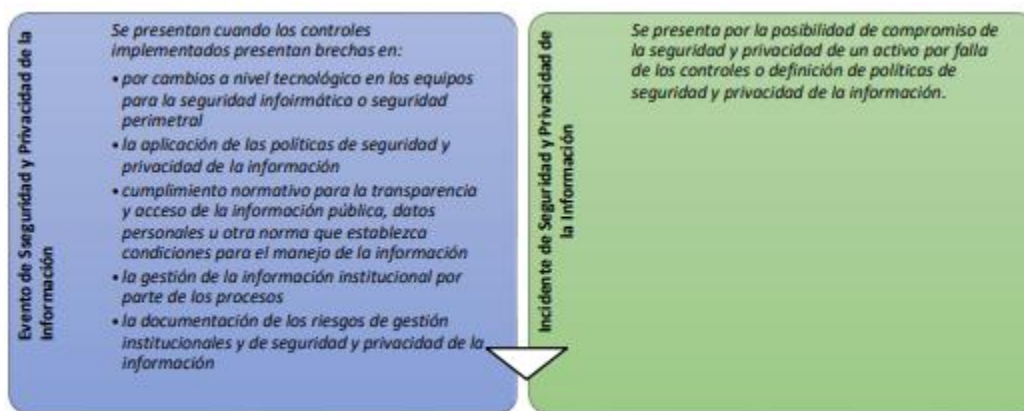 Evento de Sseguridad y Privacidad de la
Información
Se presentan cuando los controles
implementados presentan brechas en:
• por cambios a nivel tecnológico en los equipos
para la seguridad infoirmática o seguridad
perimetral
• la aplicación de las políticas de seguridad y
privacidad de la información
• cumplimiento normativo para la transparencia
y acceso de la información pública, datos
personales u otra norma que establezca
condiciones para el manejo de la información
• la gestión de la información institucional por
parte de los procesos
• la documentación de los riesgos de gestión
institucionales y de seguridad y privacidad de la
información
Incidente de Seguridad y Privacidad de
la Información
Se presenta por la posibilidad de compromiso de
la seguridad y privacidad de un activo por falla
de los controles o definición de políticas de
seguridad y privacidad de la información.